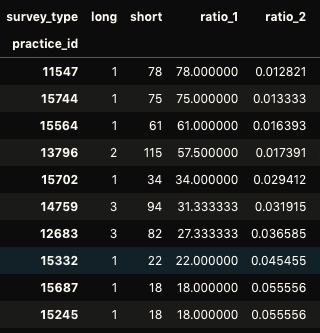 survey_type long short ratio_1 ratio_2
practice_id
11547 1 78 78.000000 0.012821
15744 1 75 75.000000 0.013333
15564 1 61 61.000000 0.016393
13796 2 115 57.500000 0.017391
15702 1 34 34.000000 0.029412
14759 3 94 31.333333 0.031915
12683 3 82 27.333333 0.036585
15332 1 22 22.000000 0.045455
15687 1 18 18.000000 0.055556
15245 1 18 18.000000 0.055556